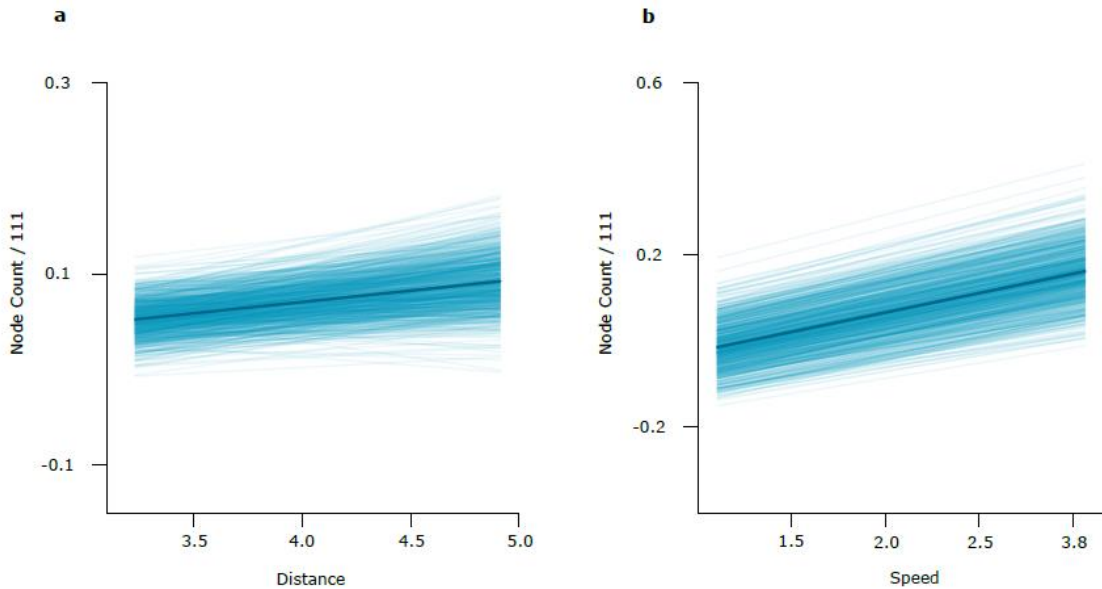 a
0.3
0.1
-0.1
Node Count / 111
3.5 4.0 4.5 5.0
Distance
b
0.6
0.2
-0.2
Node Count / 111
1.5 2.0 2.5 3.8
Speed